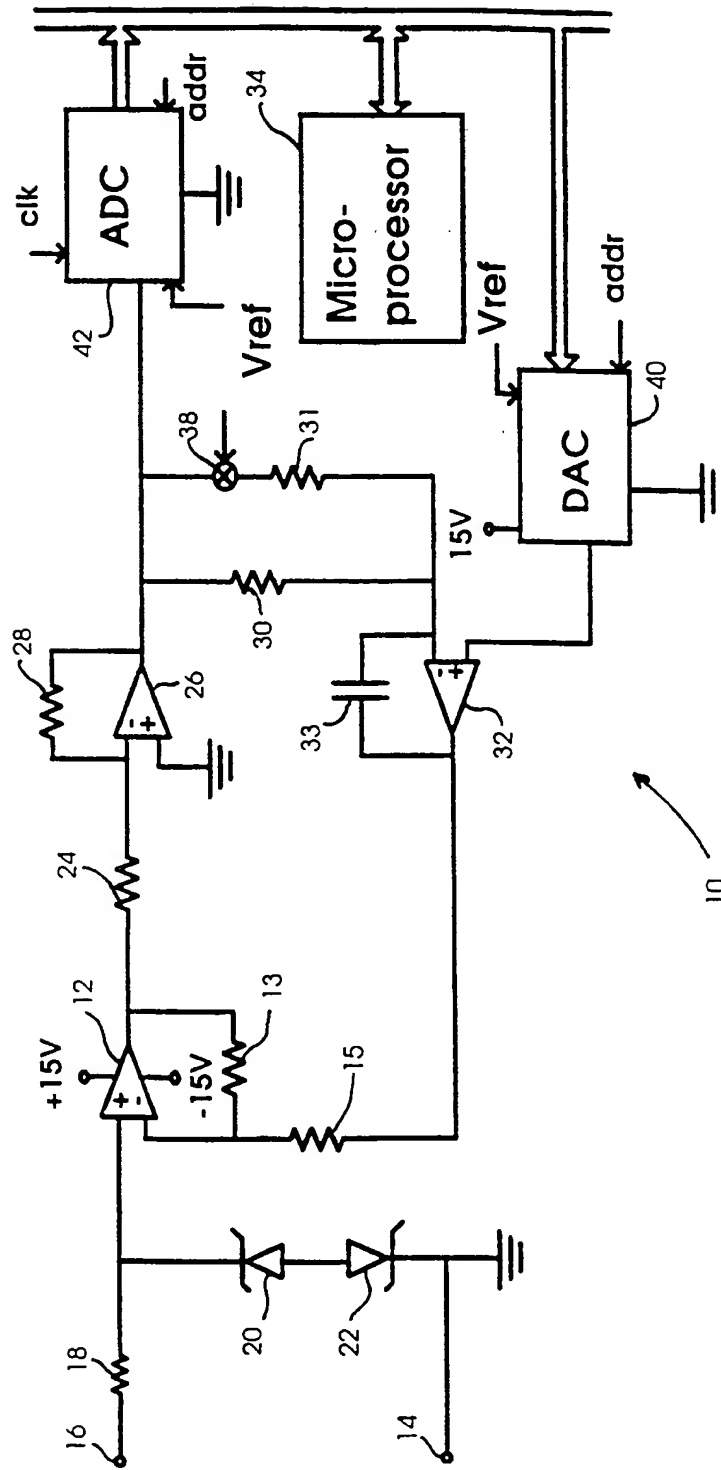 clk
ADC
addr
42
Vref
34
Micro-
processor
38
31
30
28
26
24
+15V
12
-15V
13
15
33
32
15V
Vref
DAC
addr
40
16
18
20
22
14
10